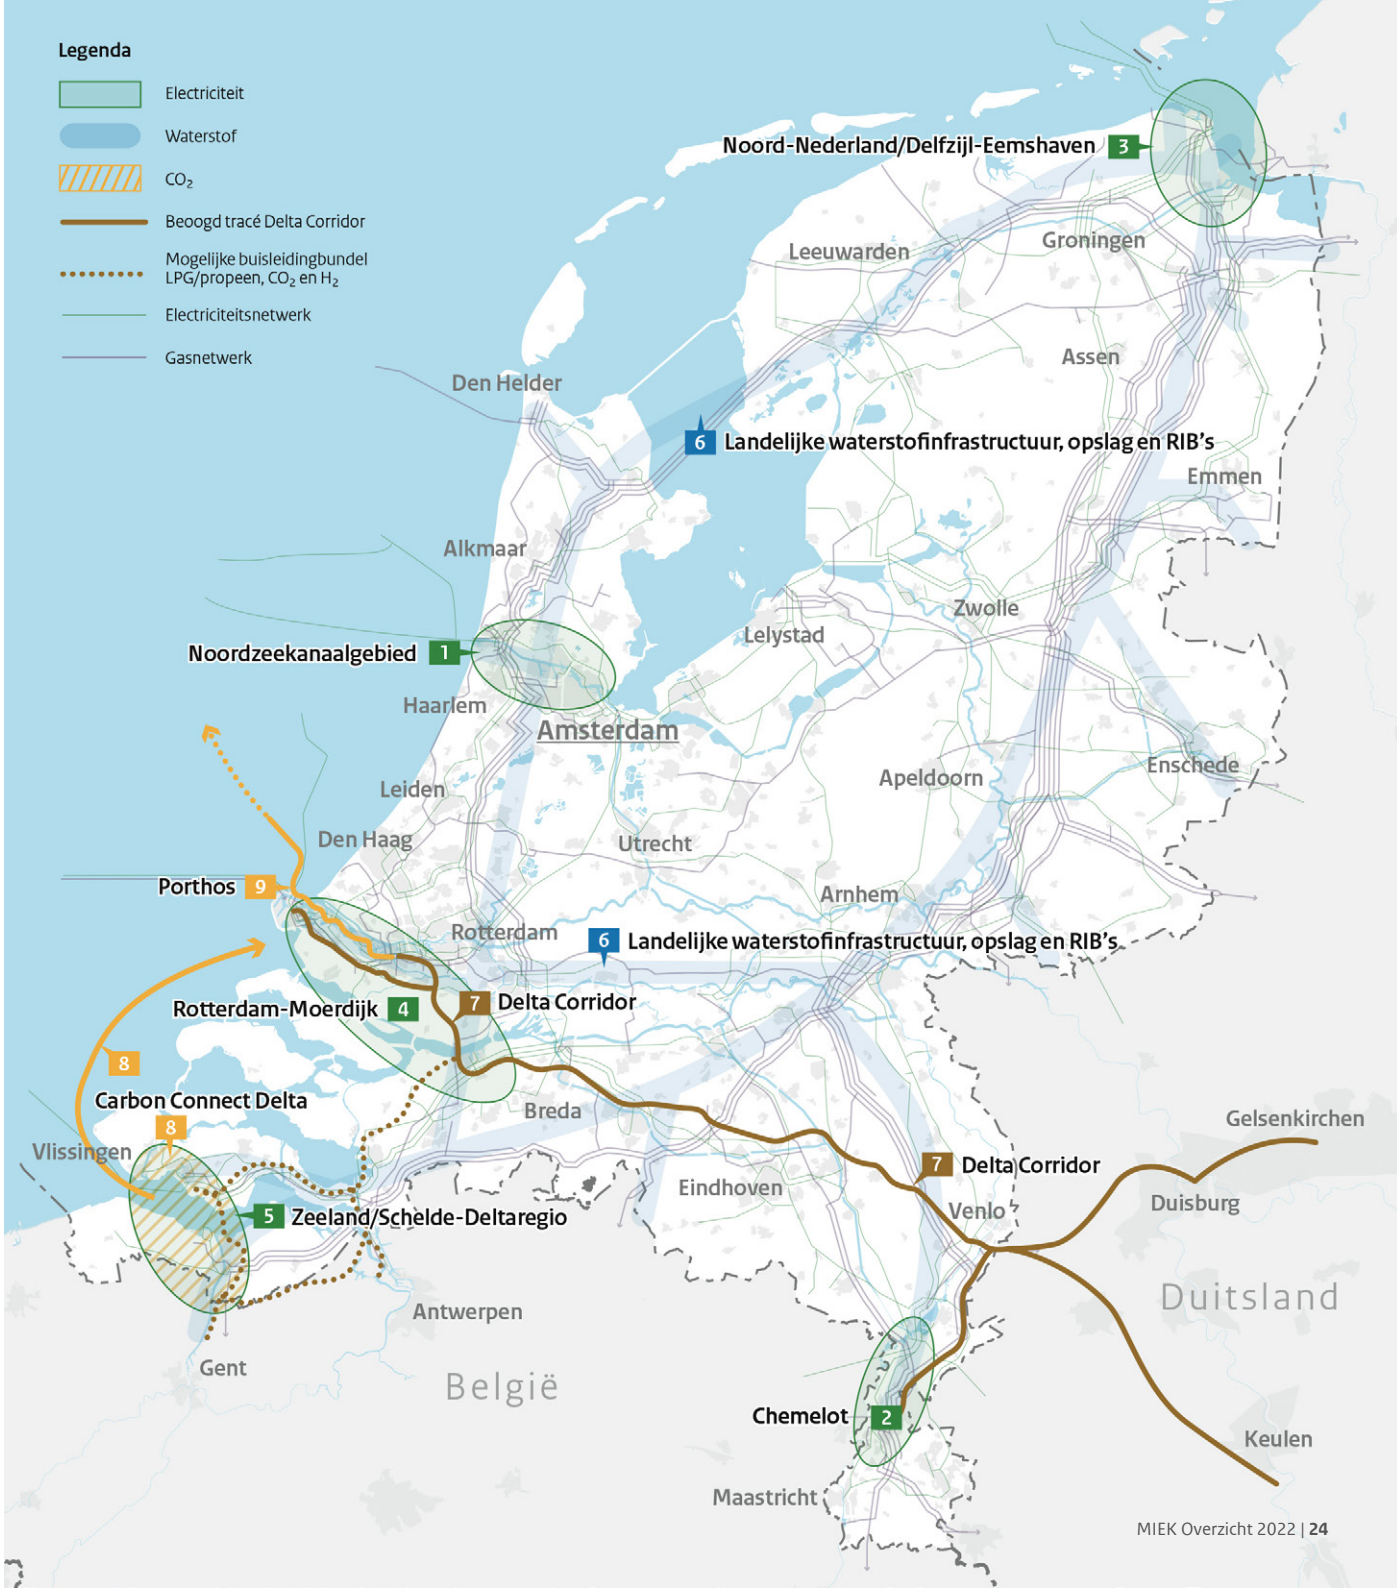 Legenda
Electriciteit
Waterstof
CO₂
Beoogd tracé Delta Corridor
Mogelijke buisleidingbundel
LPG/propeen, CO₂ en H₂
Electriciteitsnetwerk
Gasnetwerk
Noord-Nederland/Delfzijl-Eemshaven 3
Leeuwarden
Groningen
Assen
Den Helder
6 Landelijke waterstofinfrastructuur, opslag en RIB's
Emmen
Alkmaar
Zwolle
Lelystad
Noordzeekanaalgebied 1
Haarlem
Amsterdam
Enschede
Apeldoorn
Leiden
Den Haag
Utrecht
Porthos 9
Arnhem
Rotterdam
6 Landelijke waterstofinfrastructuur, opslag en RIB's
Rotterdam-Moerdijk 4
7 Delta Corridor
8
Carbon Connect Delta
8
Breda
Gelsenkirchen
Vlissingen
7 Delta Corridor
Eindhoven
Venlo
Duisburg
5 Zeeland/Schelde-Deltaregio
Duitsland
Antwerpen
Gent
België
Chemelot 2
Keulen
Maastricht
MIEK Overzicht 2022 | 24